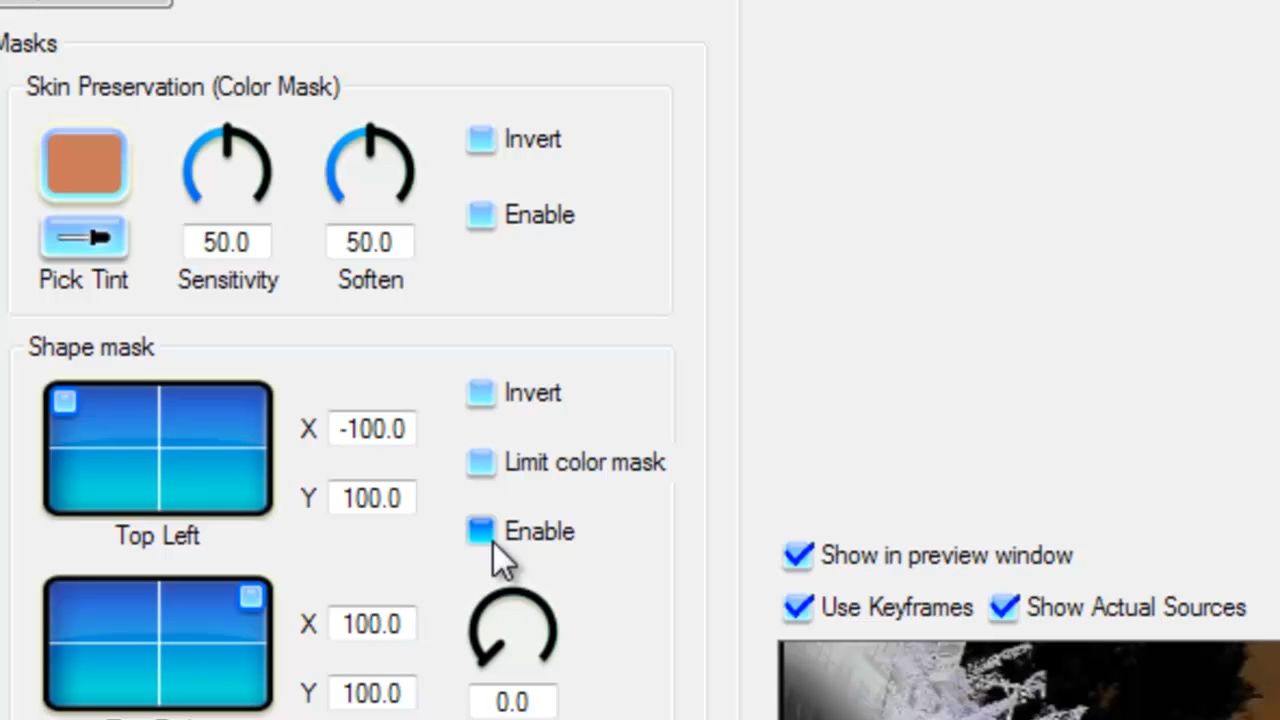 Masks
Skin Preservation (Color Mask)
Invert
Enable
50.0
50.0
Pick Tint
Sensitivity
Soften
Shape mask
Invert
X -100.0
Limit color mask
Y 100.0
Enable
Top Left
Show in preview window
Use Keyframes
Show Actual Sources
X 100.0
Y 100.0
0.0